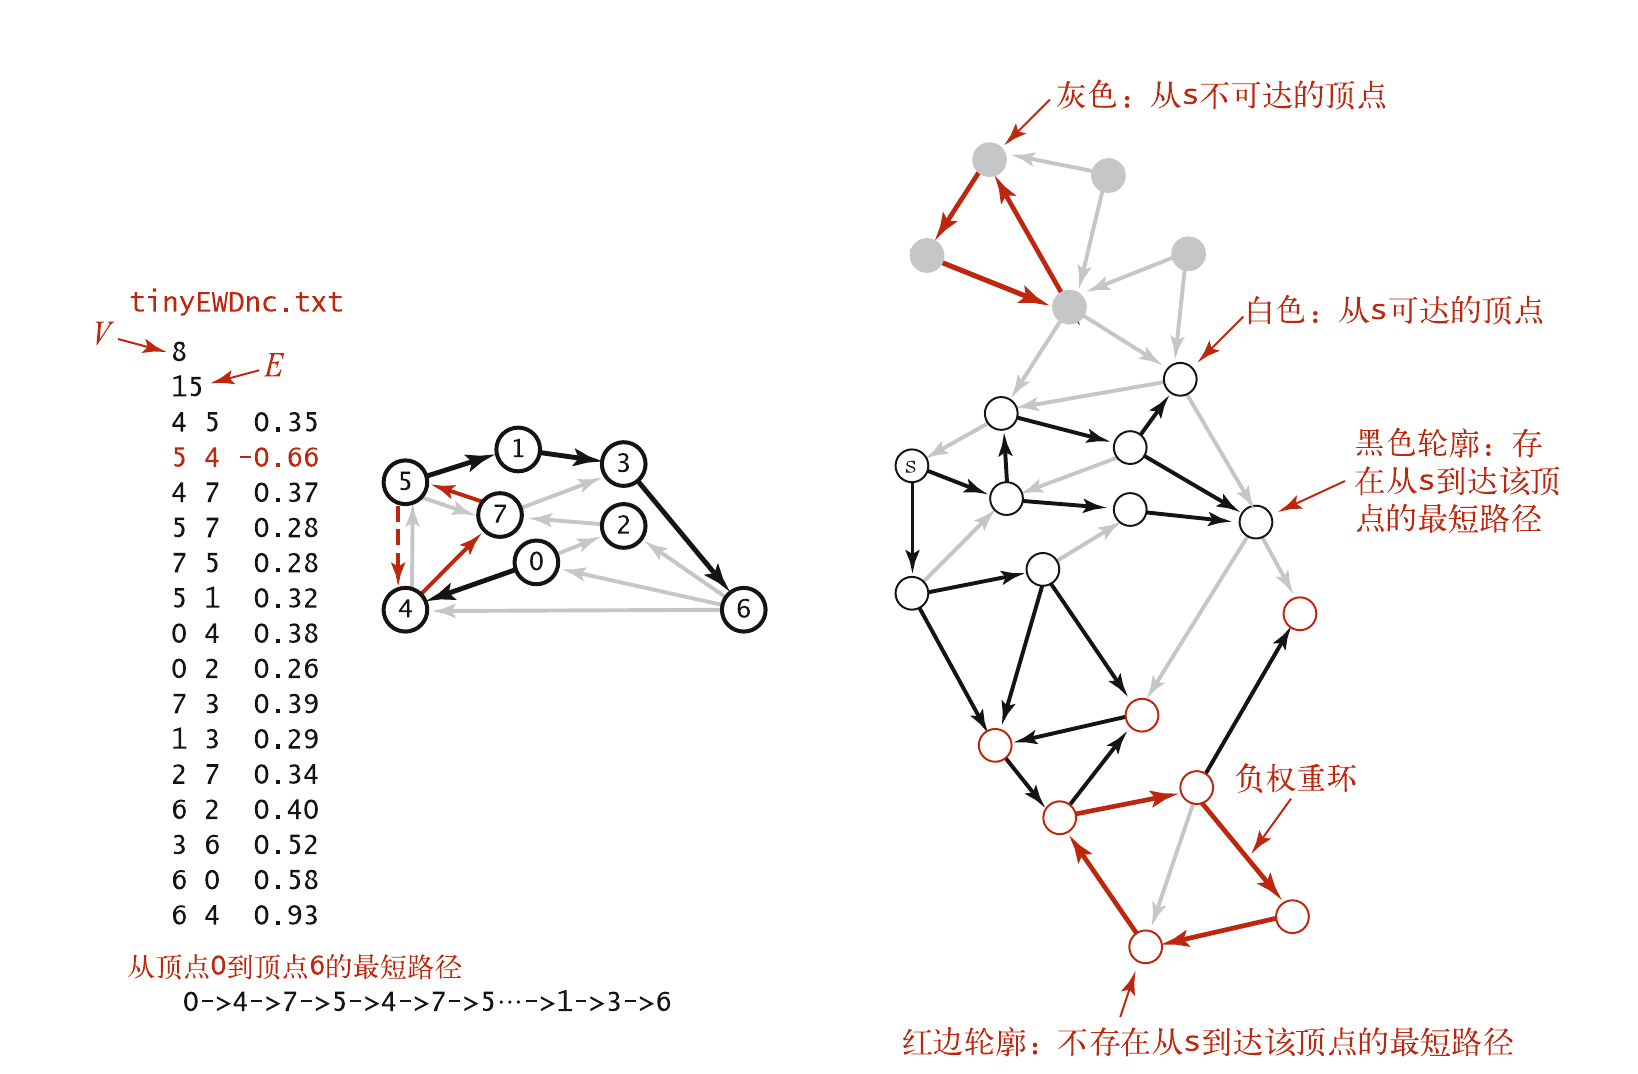 tinyEWDnc.txt
V
8
E
15
4 5 0.35
5 4 -0.66
4 7 0.37
5 7 0.28
7 5 0.28
5 1 0.32
0 4 0.38
0 2 0.26
7 3 0.39
1 3 0.29
2 7 0.34
6 2 0.40
3 6 0.52
6 0 0.58
6 4 0.93
从顶点0到顶点6的最短路径
0->4->7->5->4->7->5…->1->3->6
1
3
5
7
2
0
4
6
灰色：从s不可达的顶点
白色：从s可达的顶点
黑色轮廓：存
在从s到达该顶
点的最短路径
s
负权重环
红边轮廓：不存在从s到达该顶点的最短路径